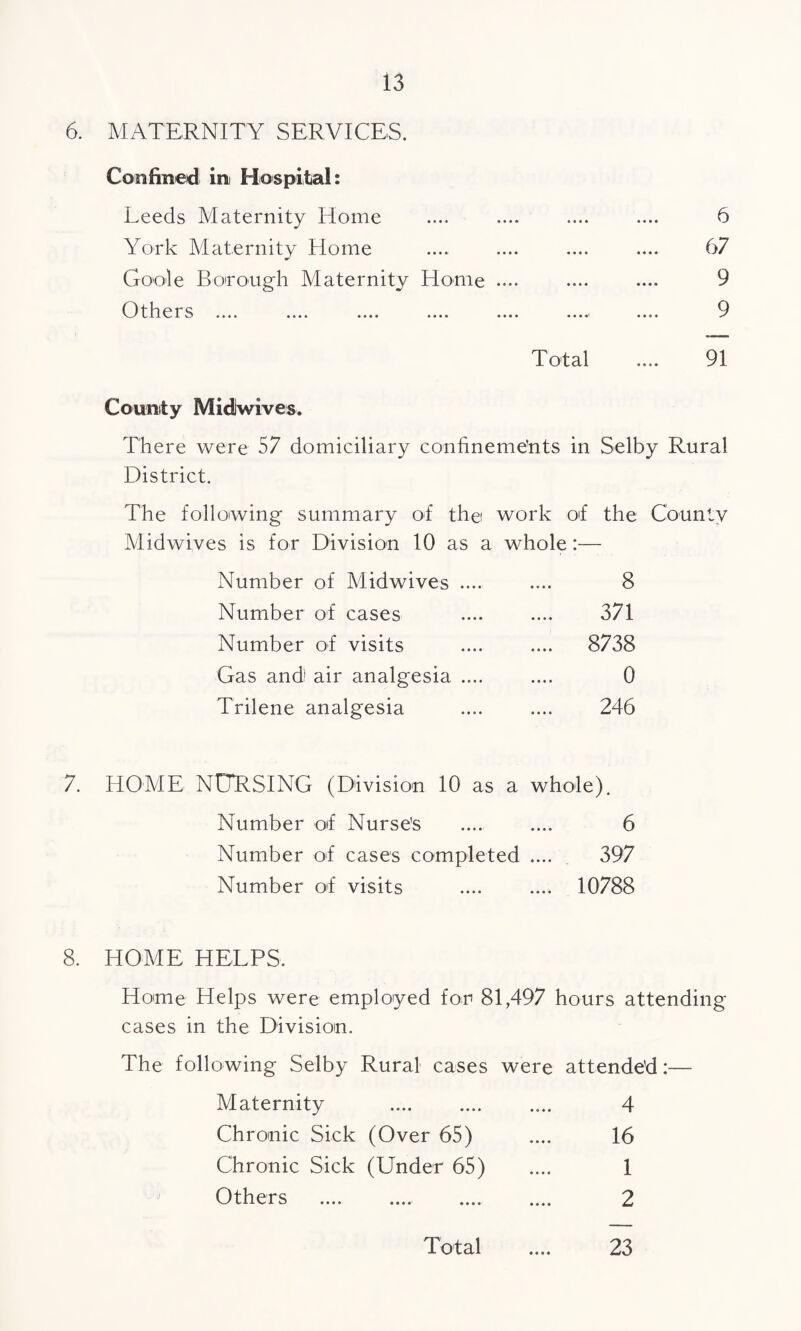 13
6. MATERNITY SERVICES.
Confined in Hospital:
Leeds Maternity Home .... .... .... .... 6
York Maternity Home .... .... .... .... 67
Goole Borough Maternity Home .... .... .... 9
Others .... .... .... .... .... .... .... 9
Total .... 91
County Midwives.
There were 57 domiciliary confinements in Selby Rural
District.
The following summary of the work of the County
Midwives is for Division 10 as a whole:—
Number of Midwives .... .... 8
Number of cases .... .... 371
Number of visits .... .... 8738
Gas and air analgesia .... .... 0
Trilene analgesia .... .... 246
7. HOME NURSING (Division 10 as a whole).
Number of Nurses .... .... 6
Number of cases completed .... 397
Number of visits .... .... 10788
8. HOME HELPS.
Home Helps were employed for 81,497 hours attending
cases in the Division.
The following Selby Rural cases were attended:—
Maternity .... .... .... 4
Chronic Sick (Over 65) .... 16
Chronic Sick (Under 65) .... 1
Others .... .... .... .... 2
Total .... 23